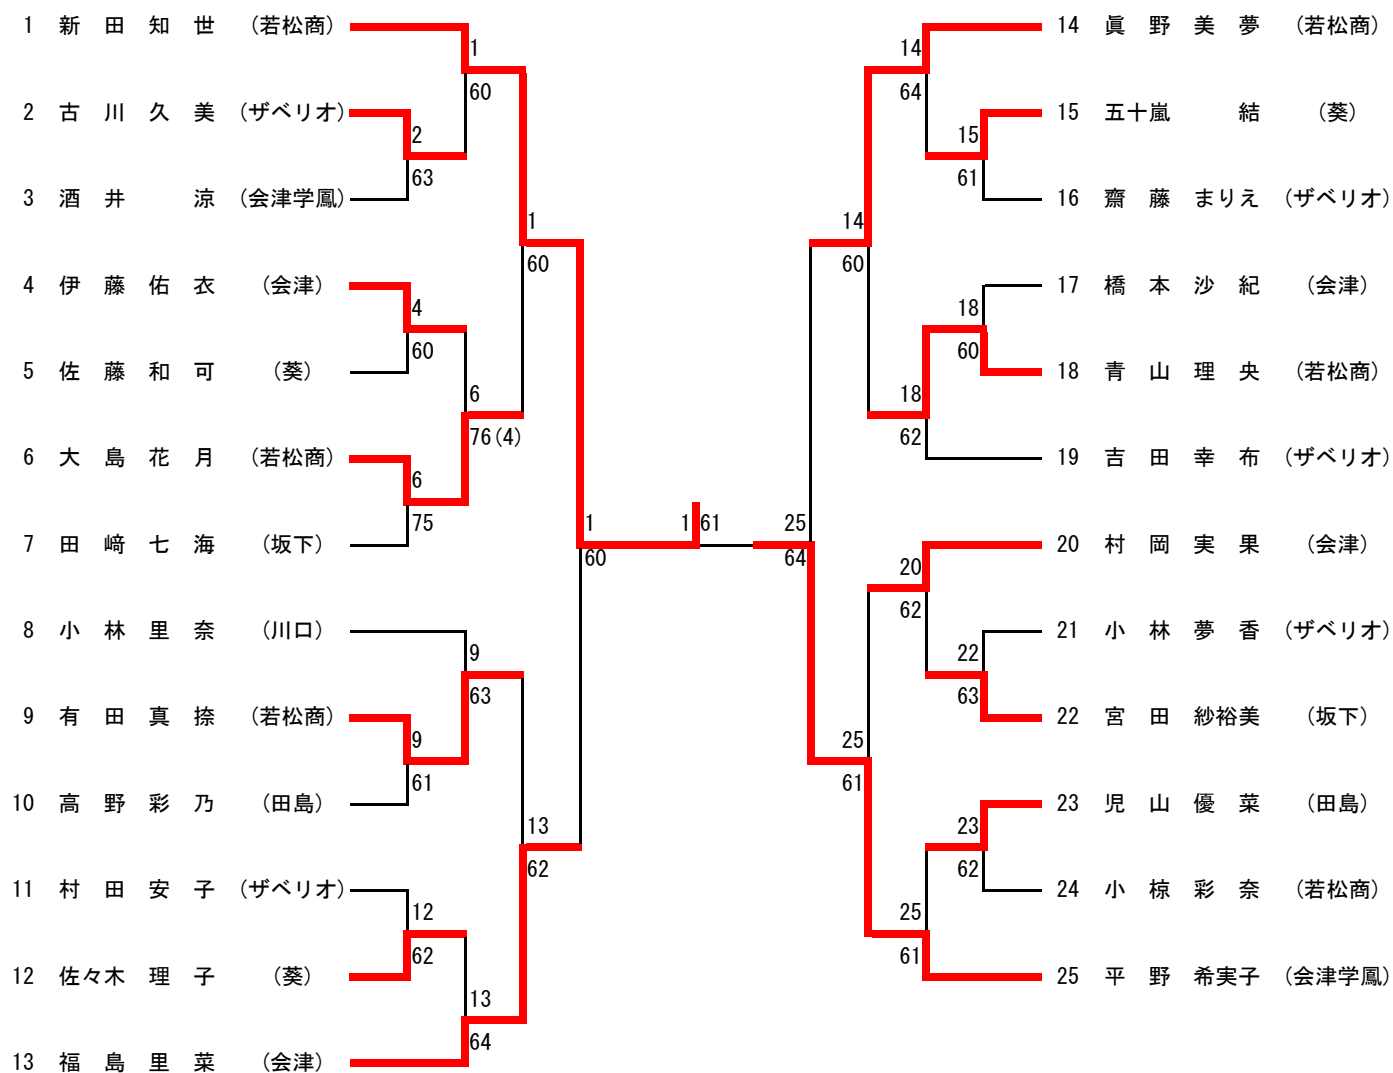 1 新 田 知 世 (若松商)
2 古 川 久 美 (ザベリオ)
3 酒 井 涼 (会津学鳳)
4 伊 藤 佑 衣 (会津)
5 佐 藤 和 可 (葵)
6 大 島 花 月 (若松商)
7 田 﨑 七 海 (坂下)
8 小 林 里 奈 (川口)
9 有 田 真 捺 (若松商)
10 高 野 彩 乃 (田島)
11 村 田 安 子 (ザベリオ)
12 佐々木 理 子 (葵)
13 福 島 里 菜 (会津)
1
60
2
63
1
60
4
60
6
76(4)
6
75
1
60
9
63
9
61
13
62
12
62
13
64
1 61
25
64
14
64
15
61
14
60
18
60
18
62
20
62
22
63
25
61
23
62
25
61
14 眞 野 美 夢 (若松商)
15 五十嵐 結 (葵)
16 齋 藤 まりえ (ザベリオ)
17 橋 本 沙 紀 (会津)
18 青 山 理 央 (若松商)
19 吉 田 幸 布 (ザベリオ)
20 村 岡 実 果 (会津)
21 小 林 夢 香 (ザベリオ)
22 宮 田 紗裕美 (坂下)
23 児 山 優 菜 (田島)
24 小 椋 彩 奈 (若松商)
25 平 野 希実子 (会津学鳳)